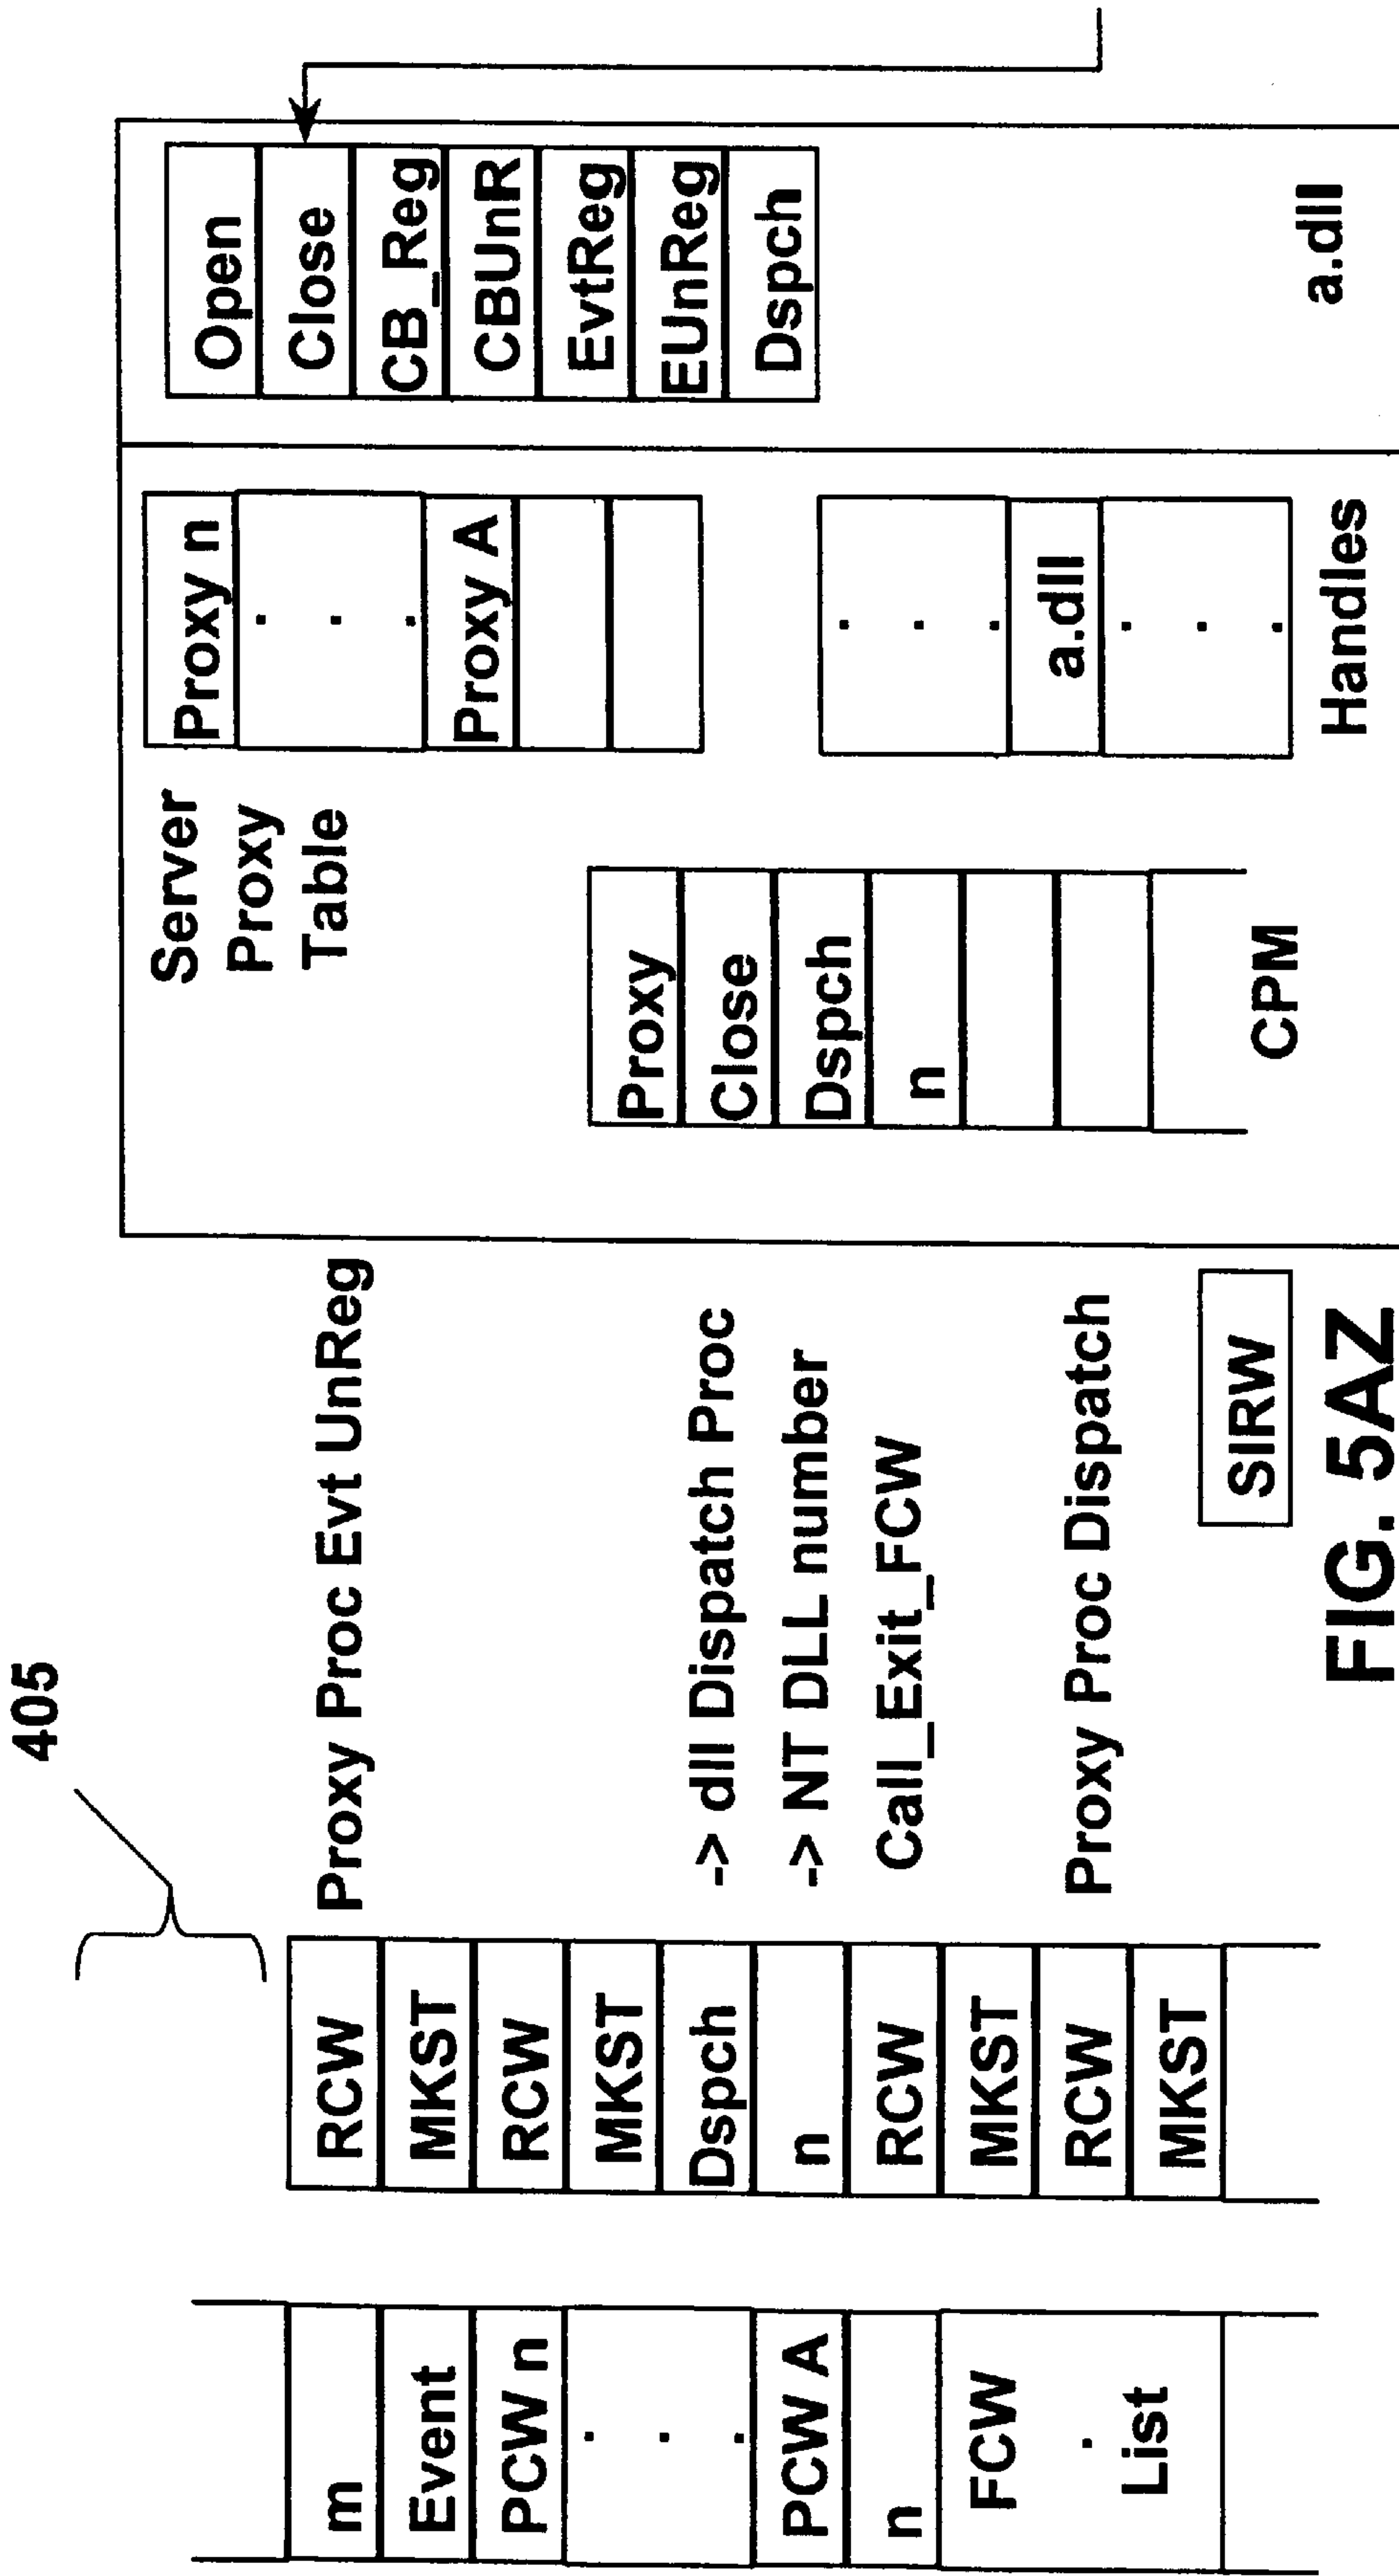 405
m
Event
PCW n
.
.
.
PCW A
n
FCW
.
List
RCW
MKST
RCW
MKST
Dspch
n
RCW
MKST
RCW
MKST
Proxy Proc Evt UnReg
-> dll Dispatch Proc
-> NT DLL number
Call_Exit_FCW
Proxy Proc Dispatch
SIRW
Server
Proxy
Table
Proxy n
.
.
.
Proxy A
Proxy
Close
Dspch
n
CPM
.
.
.
a.dll
.
.
.
Handles
Open
Close
CB_Reg
CBUnR
EvtReg
EUnReg
Dspch
a.dll
FIG. 5AZ